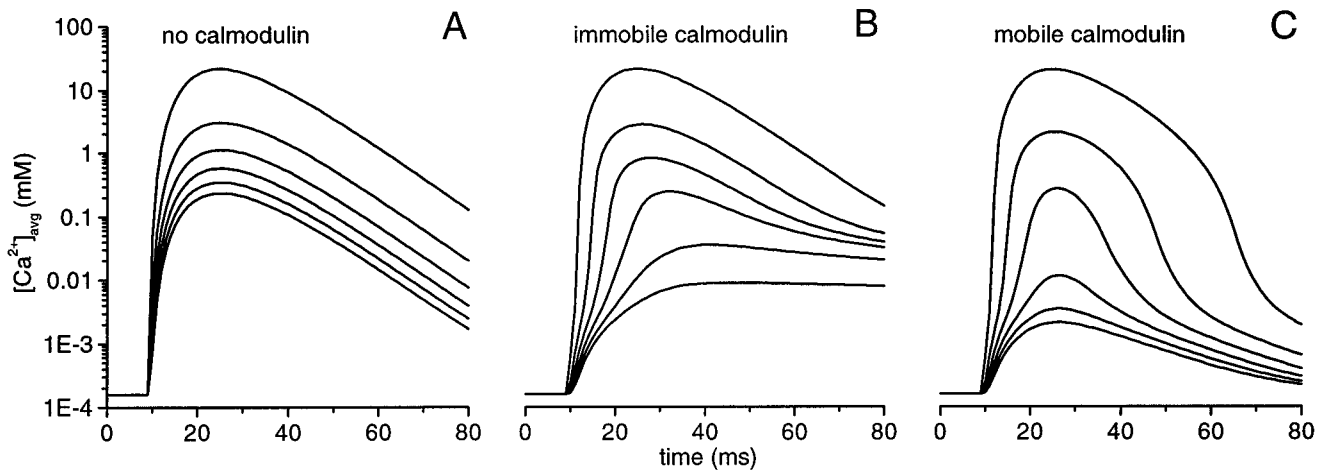 no calmodulin A
immobile calmodulin B
mobile calmodulin C
[Ca²⁺]avg (mM)
100
10
1
0.1
0.01
1E-3
1E-4
0 20 40 60 80
0 20 40 60 80
0 20 40 60 80
time (ms)